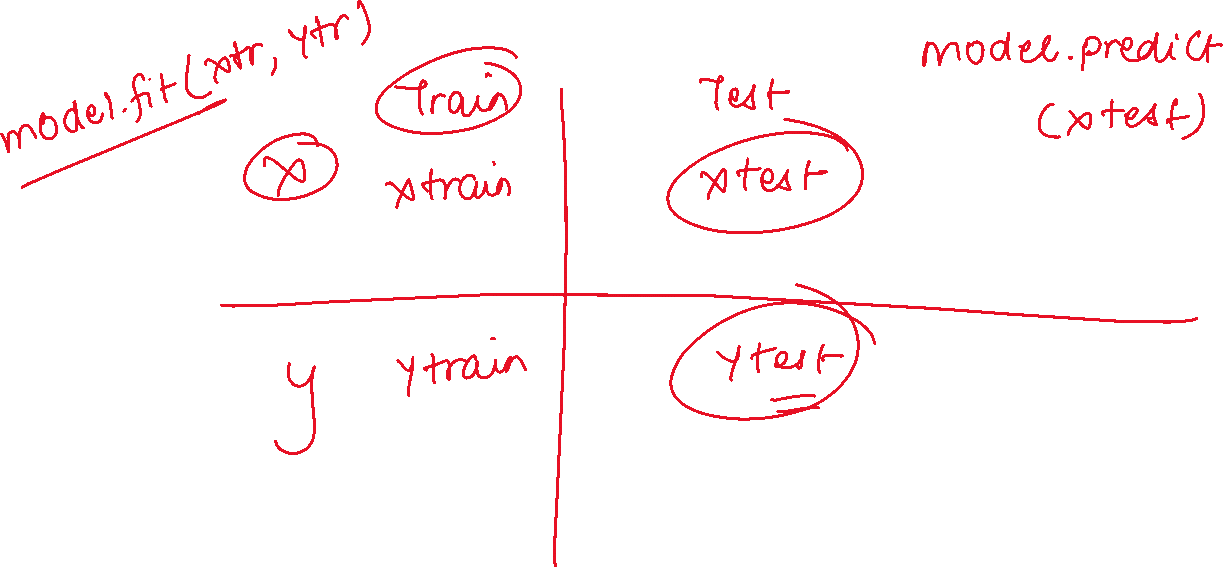 model.fit(xtr, ytr)
Train
Test
model.predict
(xtest)
x
xtrain
xtest
y
ytrain
ytest